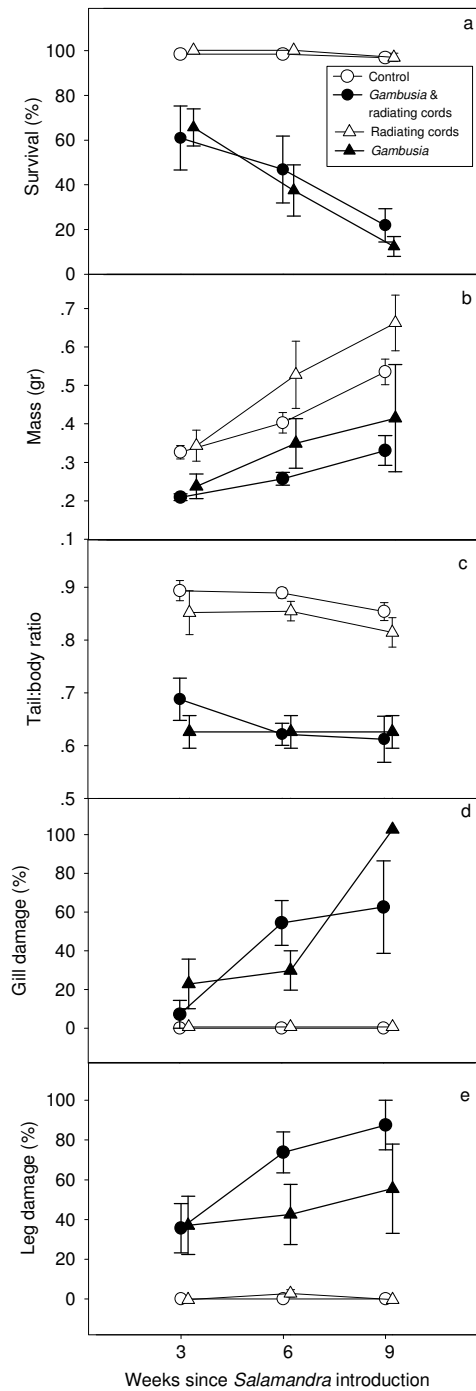 a
100
80
60
40
20
0
Survival (%)
Control
Gambusia &
radiating cords
Radiating cords
Gambusia
b
.7
.6
.5
.4
.3
.2
.1
Mass (gr)
c
.9
.8
.7
.6
.5
Tail:body ratio
d
100
80
60
40
20
0
Gill damage (%)
e
100
80
60
40
20
0
Leg damage (%)
3 6 9
Weeks since Salamandra introduction